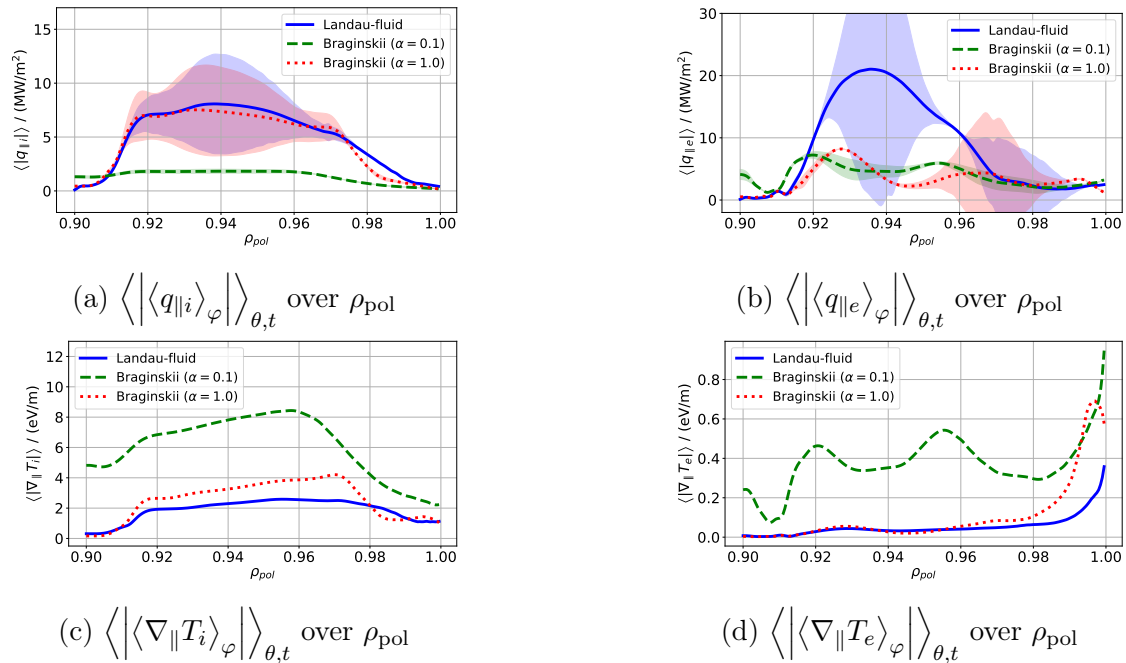 ⟨|q∥i|⟩ / (MW/m²)
15
10
5
0
Landau-fluid
Braginskii (α = 0.1)
Braginskii (α = 1.0)
0.90 0.92 0.94 0.96 0.98 1.00
ρpol
(a) ⟨|⟨q∥i⟩φ|⟩θ,t over ρpol
⟨|q∥e|⟩ / (MW/m²)
30
20
10
0
Landau-fluid
Braginskii (α = 0.1)
Braginskii (α = 1.0)
0.90 0.92 0.94 0.96 0.98 1.00
ρpol
(b) ⟨|⟨q∥e⟩φ|⟩θ,t over ρpol
⟨|∇∥Ti|⟩ / (eV/m)
12
10
8
6
4
2
0
Landau-fluid
Braginskii (α = 0.1)
Braginskii (α = 1.0)
0.90 0.92 0.94 0.96 0.98 1.00
ρpol
(c) ⟨|⟨∇∥Ti⟩φ|⟩θ,t over ρpol
⟨|∇∥Te|⟩ / (eV/m)
0.8
0.6
0.4
0.2
0.0
Landau-fluid
Braginskii (α = 0.1)
Braginskii (α = 1.0)
0.90 0.92 0.94 0.96 0.98 1.00
ρpol
(d) ⟨|⟨∇∥Te⟩φ|⟩θ,t over ρpol